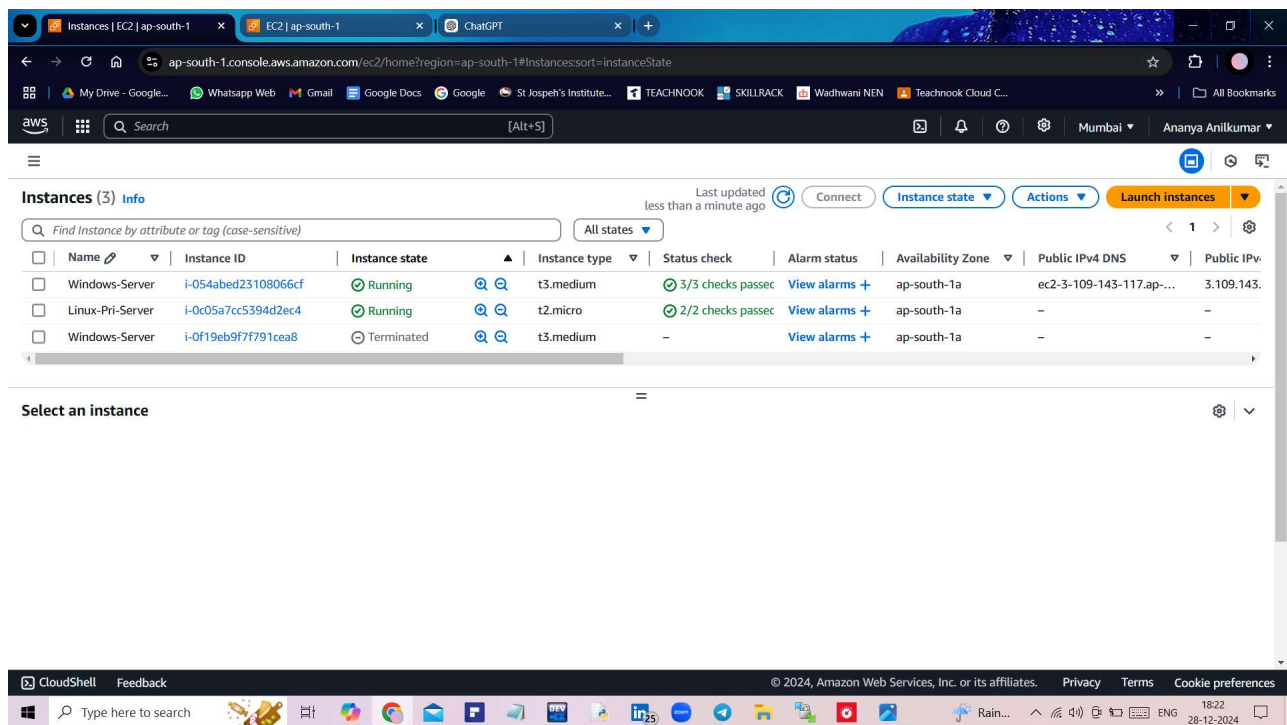 Instances | EC2 | ap-south-1
EC2 | ap-south-1
ChatGPT
ap-south-1.console.aws.amazon.com/ec2/home?region=ap-south-1#Instances:sort=instanceState
My Drive - Google... Whatsapp Web Gmail Google Docs Google St Jospeh's Institute... TEACHNOOK SKILLRACK Wadhwani NEN Teachnook Cloud C... » All Bookmarks
aws Search [Alt+S] Mumbai Ananya Anilkumar
Instances (3) Info Last updated less than a minute ago Connect Instance state Actions Launch instances
Find Instance by attribute or tag (case-sensitive) All states 1
Name Instance ID Instance state Instance type Status check Alarm status Availability Zone Public IPv4 DNS Public IPv
Windows-Server i-054abed23108066cf Running t3.medium 3/3 checks passec View alarms + ap-south-1a ec2-3-109-143-117.ap-... 3.109.143.
Linux-Pri-Server i-0c05a7cc5394d2ec4 Running t2.micro 2/2 checks passec View alarms + ap-south-1a – –
Windows-Server i-0f19eb9f7f791cea8 Terminated t3.medium – View alarms + ap-south-1a – –
Select an instance
CloudShell Feedback © 2024, Amazon Web Services, Inc. or its affiliates. Privacy Terms Cookie preferences
Type here to search DEV in 25 zoom Rain... ENG 18:22
28-12-2024